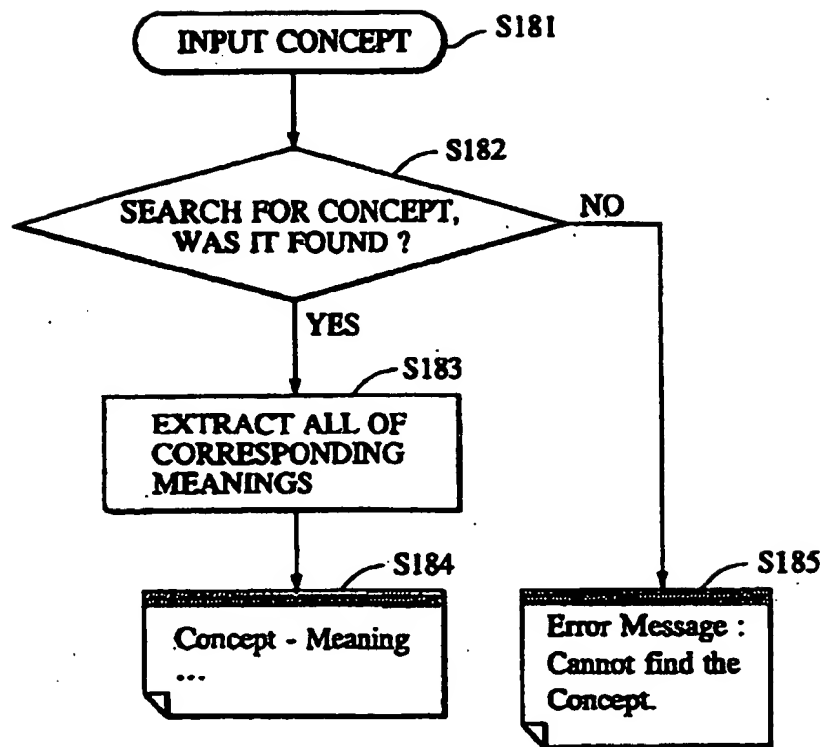 INPUT CONCEPT
S181
S182
SEARCH FOR CONCEPT,
WAS IT FOUND ?
NO
YES
S183
EXTRACT ALL OF
CORRESPONDING
MEANINGS
S184
Concept - Meaning
...
S185
Error Message :
Cannot find the
Concept.